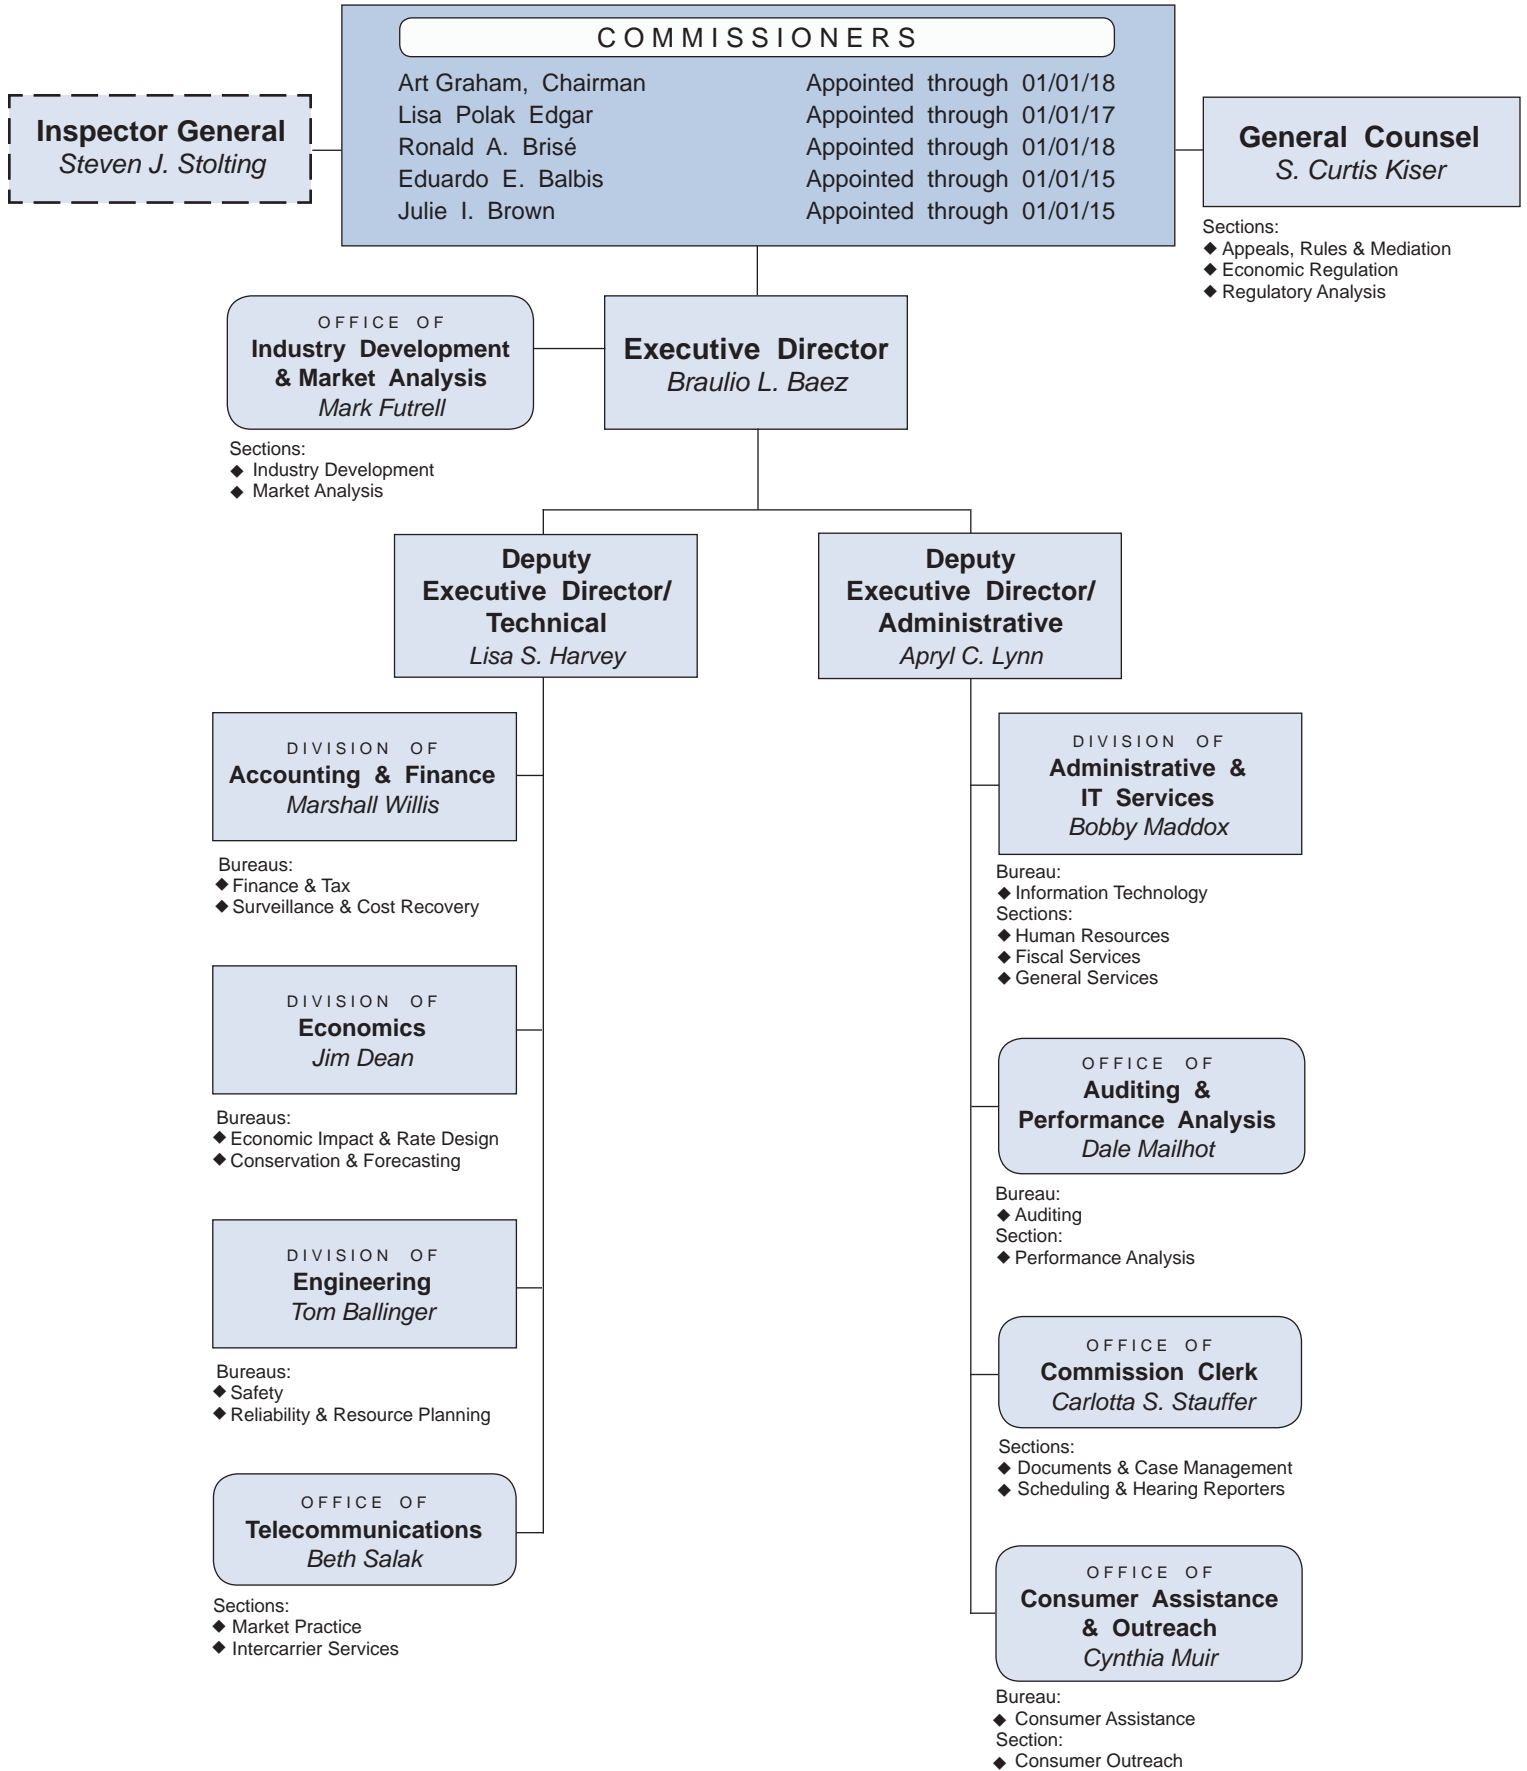 COMMISSIONERS
Art Graham, Chairman Appointed through 01/01/18
Lisa Polak Edgar Appointed through 01/01/17
Ronald A. Brisé Appointed through 01/01/18
Eduardo E. Balbis Appointed through 01/01/15
Julie I. Brown Appointed through 01/01/15
Inspector General
Steven J. Stolting
General Counsel
S. Curtis Kiser
Sections:
◆ Appeals, Rules & Mediation
◆ Economic Regulation
◆ Regulatory Analysis
OFFICE OF
Industry Development
& Market Analysis
Mark Futrell
Sections:
◆ Industry Development
◆ Market Analysis
Executive Director
Braulio L. Baez
Deputy
Executive Director/
Technical
Lisa S. Harvey
Deputy
Executive Director/
Administrative
Apryl C. Lynn
DIVISION OF
Accounting & Finance
Marshall Willis
Bureaus:
◆ Finance & Tax
◆ Surveillance & Cost Recovery
DIVISION OF
Economics
Jim Dean
Bureaus:
◆ Economic Impact & Rate Design
◆ Conservation & Forecasting
DIVISION OF
Engineering
Tom Ballinger
Bureaus:
◆ Safety
◆ Reliability & Resource Planning
OFFICE OF
Telecommunications
Beth Salak
Sections:
◆ Market Practice
◆ Intercarrier Services
DIVISION OF
Administrative &
IT Services
Bobby Maddox
Bureau:
◆ Information Technology
Sections:
◆ Human Resources
◆ Fiscal Services
◆ General Services
OFFICE OF
Auditing &
Performance Analysis
Dale Mailhot
Bureau:
◆ Auditing
Section:
◆ Performance Analysis
OFFICE OF
Commission Clerk
Carlotta S. Stauffer
Sections:
◆ Documents & Case Management
◆ Scheduling & Hearing Reporters
OFFICE OF
Consumer Assistance
& Outreach
Cynthia Muir
Bureau:
◆ Consumer Assistance
Section:
◆ Consumer Outreach